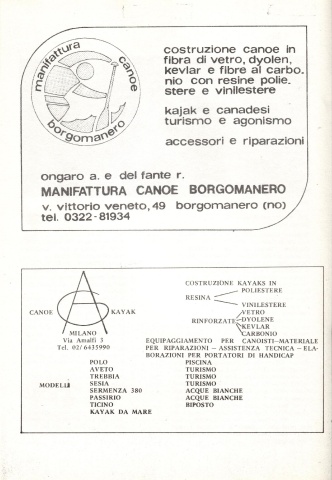 manifattura canoe
borgomanero
costruzione canoe in
fibra di vetro, dyolen,
kevlar e fibre al carbo.
nio con resine polie.
stere e vinilestere
kajak e canadesi
turismo e agonismo
accessori e riparazioni
ongaro a. e del fante r.
MANIFATTURA CANOE BORGOMANERO
v. vittorio veneto, 49 borgomanero (no)
tel. 0322-81934
CANOE KAYAK
MILANO
Via Amalfi 3
Tel. 02/6435990
COSTRUZIONE KAYAKS IN
POLIESTERE
RESINA
VINILESTERE
VETRO
RINFORZATE DYOLENE
KEVLAR
CARBONIO
EQUIPAGGIAMENTO PER CANOISTI-MATERIALE
PER RIPARAZIONI - ASSISTENZA TECNICA - ELA-
BORAZIONI PER PORTATORI DI HANDICAP
POLO PISCINA
AVETO TURISMO
TREBBIA TURISMO
MODELLI SESIA TURISMO
SERMENZA 380 ACQUE BIANCHE
PASSIRIO ACQUE BIANCHE
TICINO BIPOSTO
KAYAK DA MARE